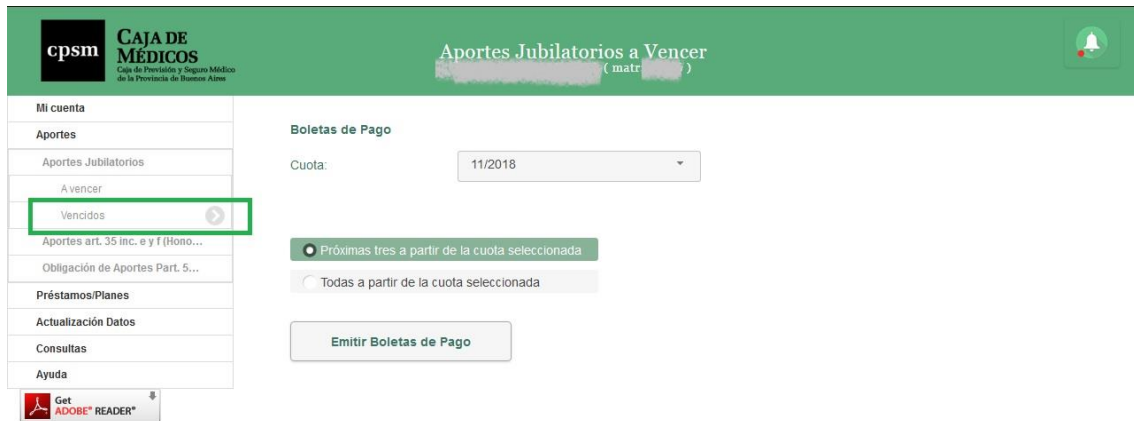 cpsm
CAJA DE
MÉDICOS
Caja de Previsión y Seguro Médico
de la Provincia de Buenos Aires
Aportes Jubilatorios a Vencer
( matr )
Mi cuenta
Aportes
Aportes Jubilatorios
A vencer
Vencidos
Aportes art. 35 inc. e y f (Hono...
Obligación de Aportes Part. 5...
Préstamos/Planes
Actualización Datos
Consultas
Ayuda
Get
ADOBE® READER®
Boletas de Pago
Cuota: 11/2018
Próximas tres a partir de la cuota seleccionada
Todas a partir de la cuota seleccionada
Emitir Boletas de Pago